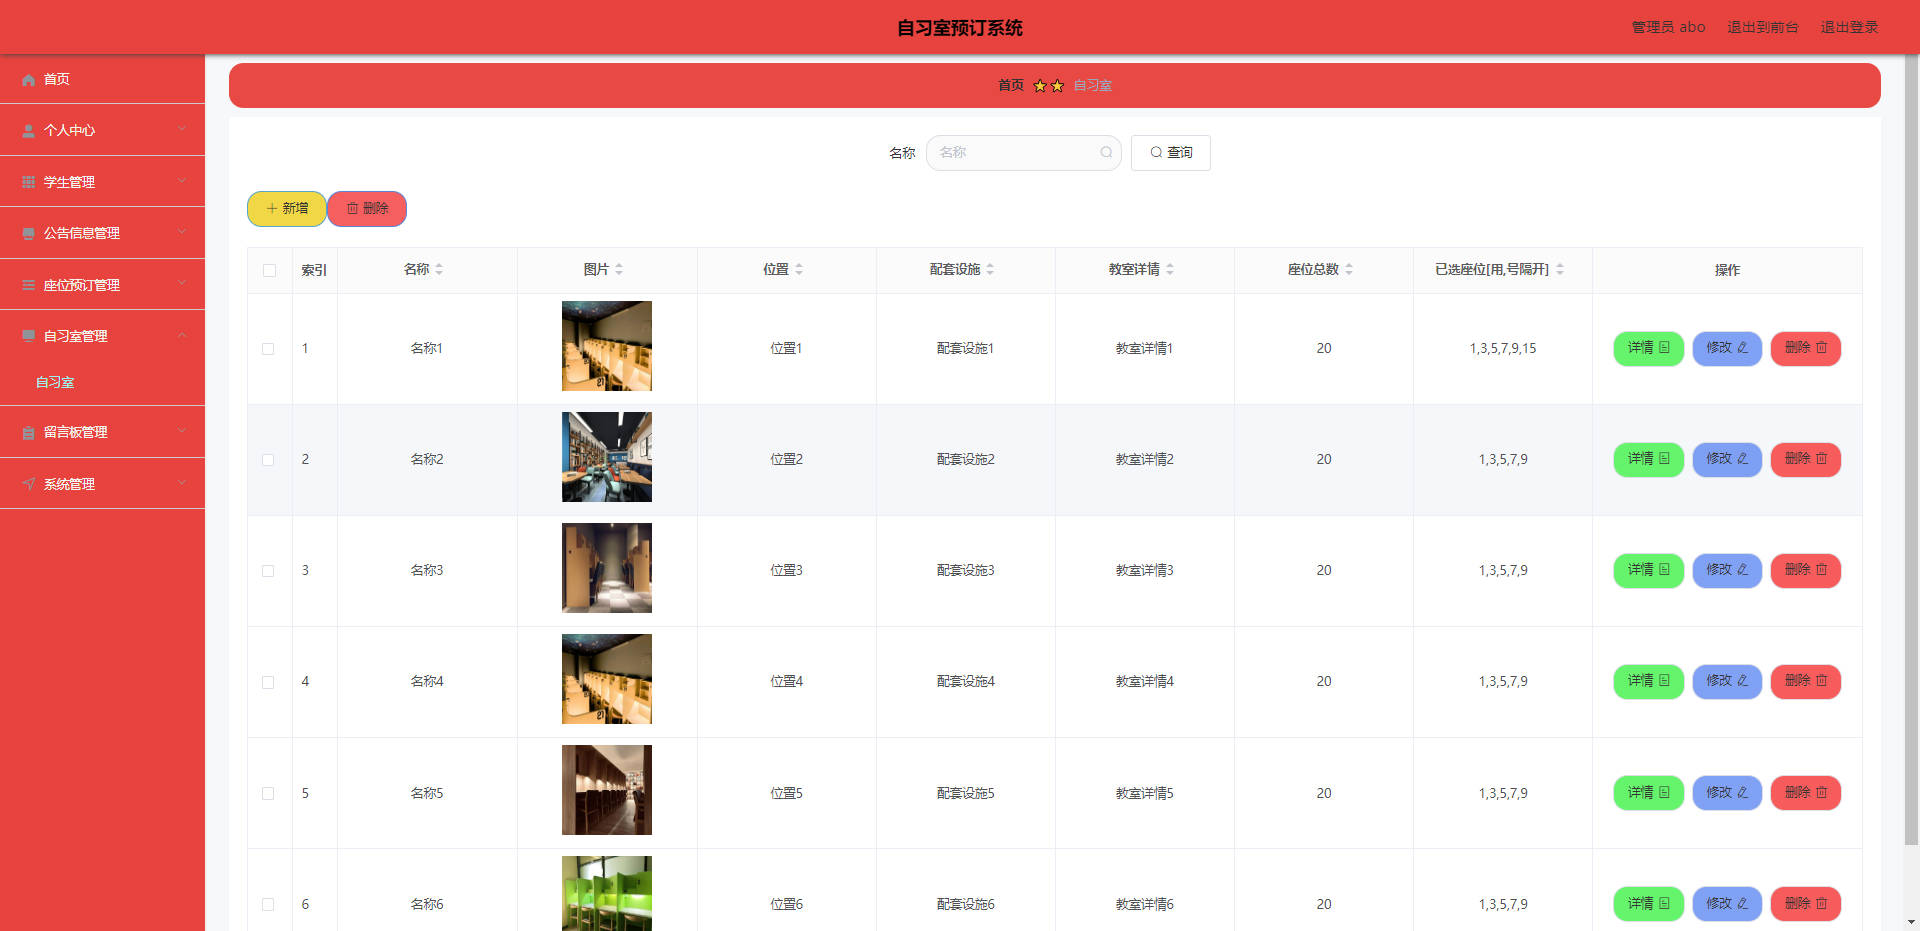 自习室预订系统
管理员 abo 退出到前台 退出登录
首页
个人中心
学生管理
公告信息管理
座位预订管理
自习室管理
自习室
留言板管理
系统管理
首页 自习室
名称 名称 查询
新增 删除
索引 名称 图片 位置 配套设施 教室详情 座位总数 已选座位[用,号隔开] 操作
1 名称1 位置1 配套设施1 教室详情1 20 1,3,5,7,9,15 详情 修改 删除
2 名称2 位置2 配套设施2 教室详情2 20 1,3,5,7,9 详情 修改 删除
3 名称3 位置3 配套设施3 教室详情3 20 1,3,5,7,9 详情 修改 删除
4 名称4 位置4 配套设施4 教室详情4 20 1,3,5,7,9 详情 修改 删除
5 名称5 位置5 配套设施5 教室详情5 20 1,3,5,7,9 详情 修改 删除
6 名称6 位置6 配套设施6 教室详情6 20 1,3,5,7,9 详情 修改 删除